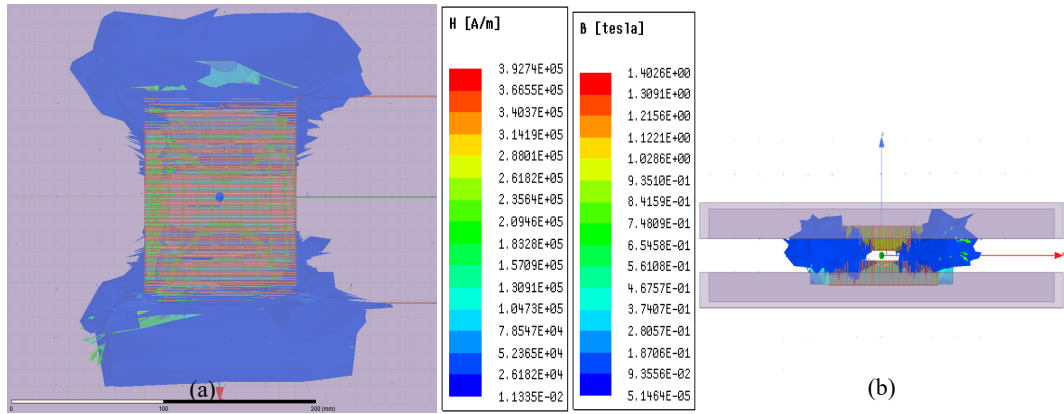 (a)
0
100
200 (mm)
H [A/m]
3.9274E+05
3.6655E+05
3.4037E+05
3.1419E+05
2.8801E+05
2.6182E+05
2.3564E+05
2.0946E+05
1.8328E+05
1.5709E+05
1.3091E+05
1.0473E+05
7.8547E+04
5.2365E+04
2.6182E+04
1.1335E-02
B [tesla]
1.4026E+00
1.3091E+00
1.2156E+00
1.1221E+00
1.0286E+00
9.3510E-01
8.4159E-01
7.4809E-01
6.5458E-01
5.6108E-01
4.6757E-01
3.7407E-01
2.8057E-01
1.8706E-01
9.3556E-02
5.1464E-05
(b)